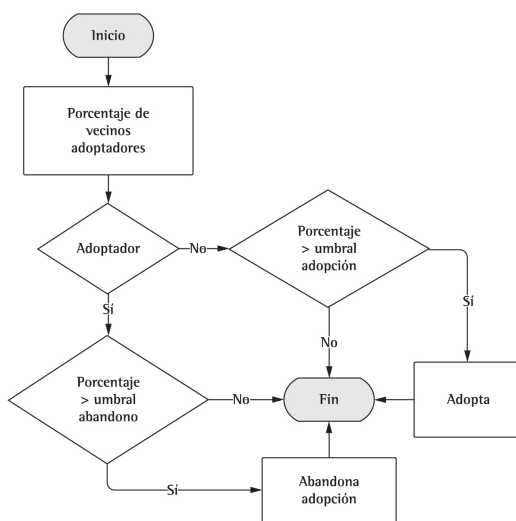 Inicio
Porcentaje de
vecinos
adoptadores
Adoptador
No
Porcentaje
> umbral
adopción
Sí
Sí
No
Porcentaje
> umbral
abandono
No
Fin
Adopta
Sí
Abandona
adopción